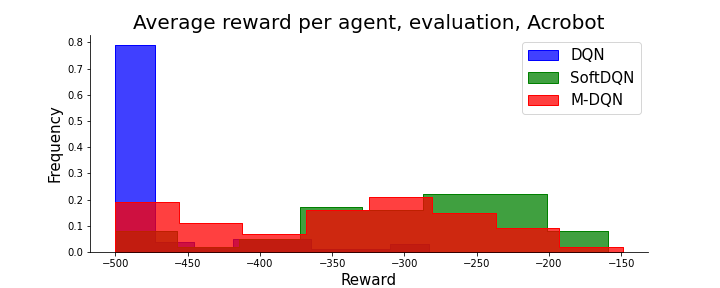 Average reward per agent, evaluation, Acrobot
DQN
SoftDQN
M-DQN
Frequency
0.8
0.7
0.6
0.5
0.4
0.3
0.2
0.1
0.0
−500
−450
−400
−350
−300
−250
−200
−150
Reward